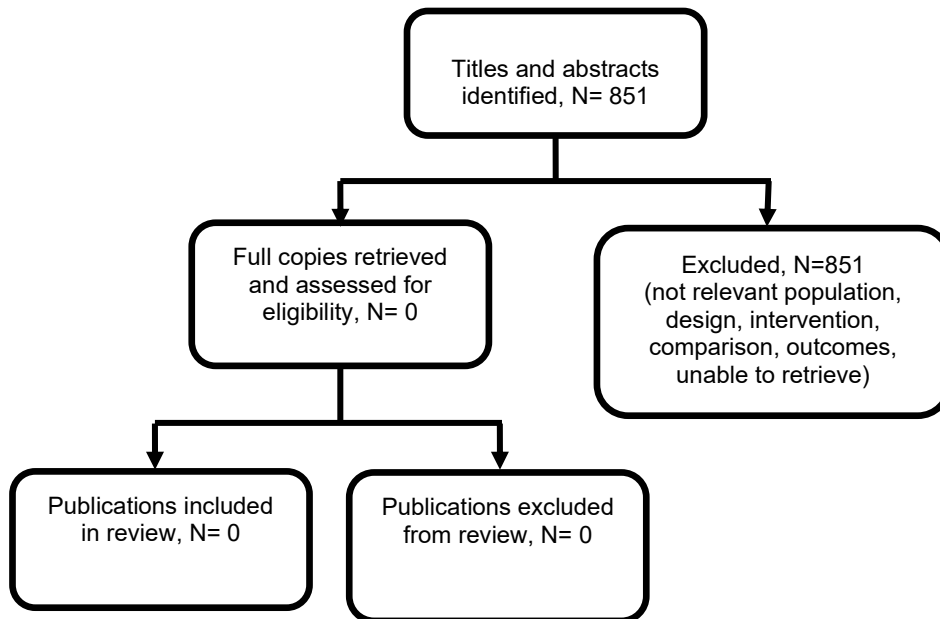 Titles and abstracts
identified, N= 851
Full copies retrieved
and assessed for
eligibility, N= 0
Excluded, N=851
(not relevant population,
design, intervention,
comparison, outcomes,
unable to retrieve)
Publications included
in review, N= 0
Publications excluded
from review, N= 0